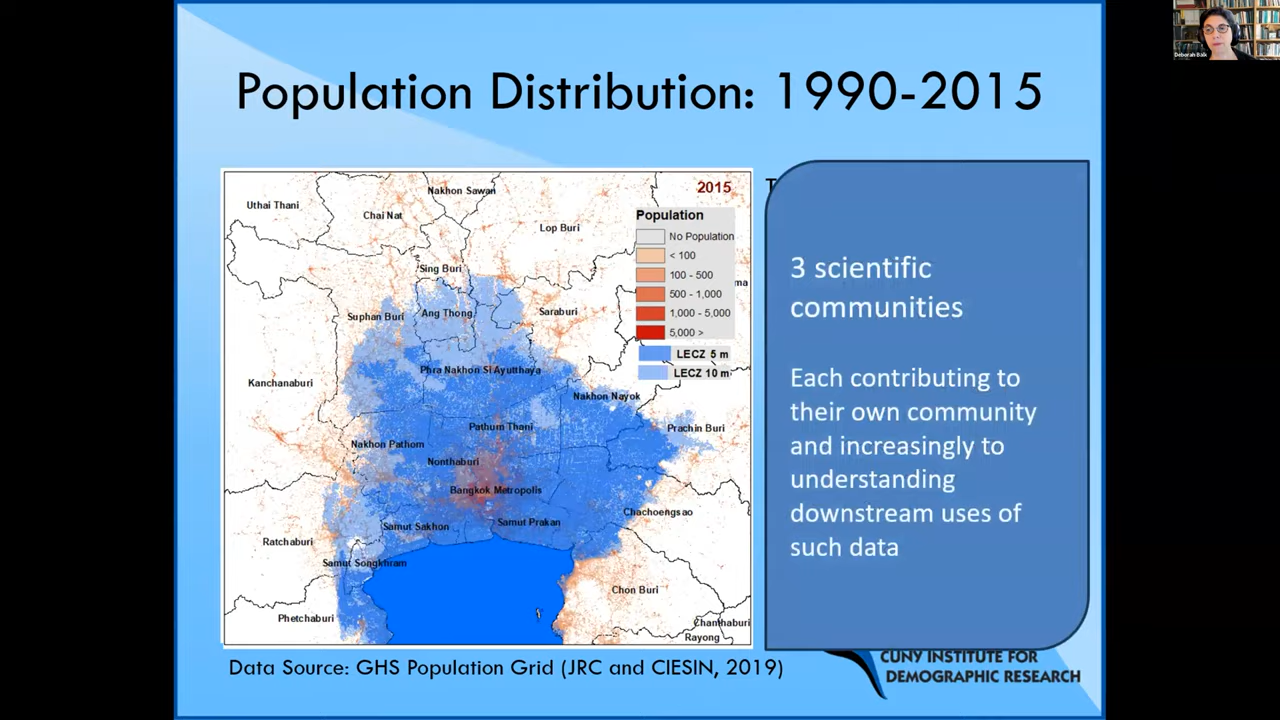 Deborah Balk
Population Distribution: 1990-2015
2015
Population
No Population
< 100
100 - 500
500 - 1,000
1,000 - 5,000
5,000 >
LECZ 5 m
LECZ 10 m
Nakhon Sawan
Uthai Thani
Chai Nat
Lop Buri
Sing Buri
ma
Suphan Buri
Ang Thong
Saraburi
Phra Nakhon Si Ayutthaya
Kanchanaburi
Nakhon Nayok
Pathum Thani
Prachin Buri
Nakhon Pathom
Nonthaburi
Bangkok Metropolis
Chachoengsao
Samut Sakhon
Samut Prakan
Ratchaburi
Samut Songkhram
Chon Buri
Phetchaburi
Chanthaburi
Rayong
T
3 scientific
communities
Each contributing to
their own community
and increasingly to
understanding
downstream uses of
such data
Data Source: GHS Population Grid (JRC and CIESIN, 2019)
CUNY INSTITUTE FOR
DEMOGRAPHIC RESEARCH